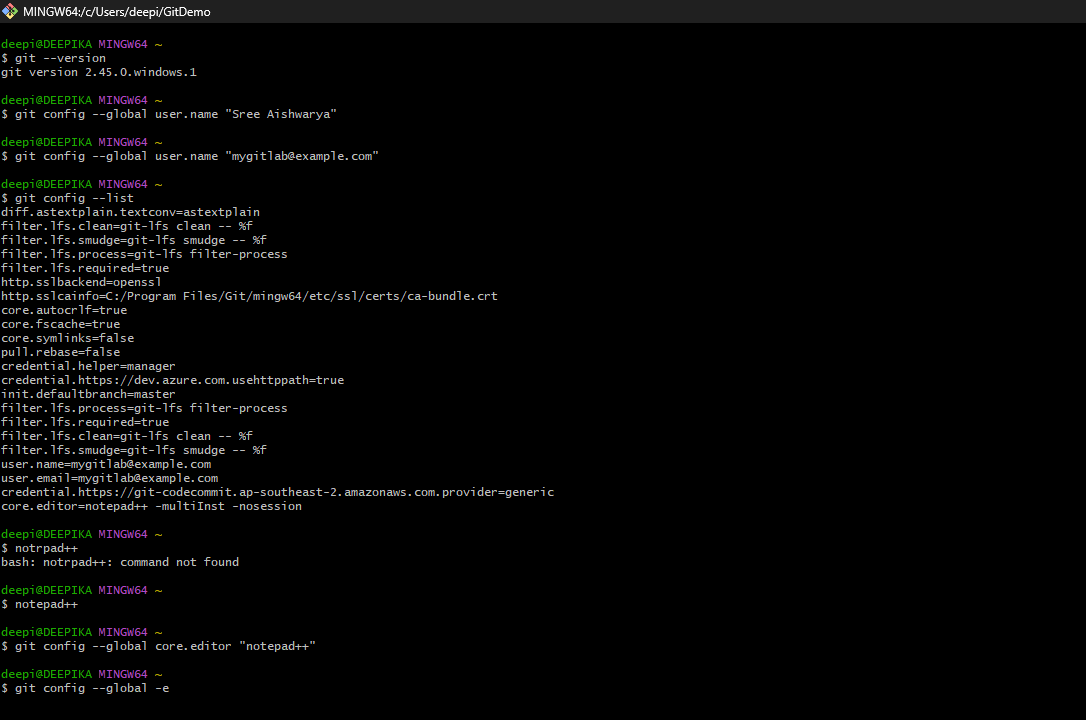 MINGW64:/c/Users/deepi/GitDemo
deepi@DEEPIKA MINGW64 ~
$ git --version
git version 2.45.0.windows.1
deepi@DEEPIKA MINGW64 ~
$ git config --global user.name "Sree Aishwarya"
deepi@DEEPIKA MINGW64 ~
$ git config --global user.name "mygitlab@example.com"
deepi@DEEPIKA MINGW64 ~
$ git config --list
diff.astextplain.textconv=astextplain
filter.lfs.clean=git-lfs clean -- %f
filter.lfs.smudge=git-lfs smudge -- %f
filter.lfs.process=git-lfs filter-process
filter.lfs.required=true
http.sslbackend=openssl
http.sslcainfo=C:/Program Files/Git/mingw64/etc/ssl/certs/ca-bundle.crt
core.autocrlf=true
core.fscache=true
core.symlinks=false
pull.rebase=false
credential.helper=manager
credential.https://dev.azure.com.usehttppath=true
init.defaultbranch=master
filter.lfs.process=git-lfs filter-process
filter.lfs.required=true
filter.lfs.clean=git-lfs clean -- %f
filter.lfs.smudge=git-lfs smudge -- %f
user.name=mygitlab@example.com
user.email=mygitlab@example.com
credential.https://git-codecommit.ap-southeast-2.amazonaws.com.provider=generic
core.editor=notepad++ -multiInst -nosession
deepi@DEEPIKA MINGW64 ~
$ notrpad++
bash: notrpad++: command not found
deepi@DEEPIKA MINGW64 ~
$ notepad++
deepi@DEEPIKA MINGW64 ~
$ git config --global core.editor "notepad++"
deepi@DEEPIKA MINGW64 ~
$ git config --global -e